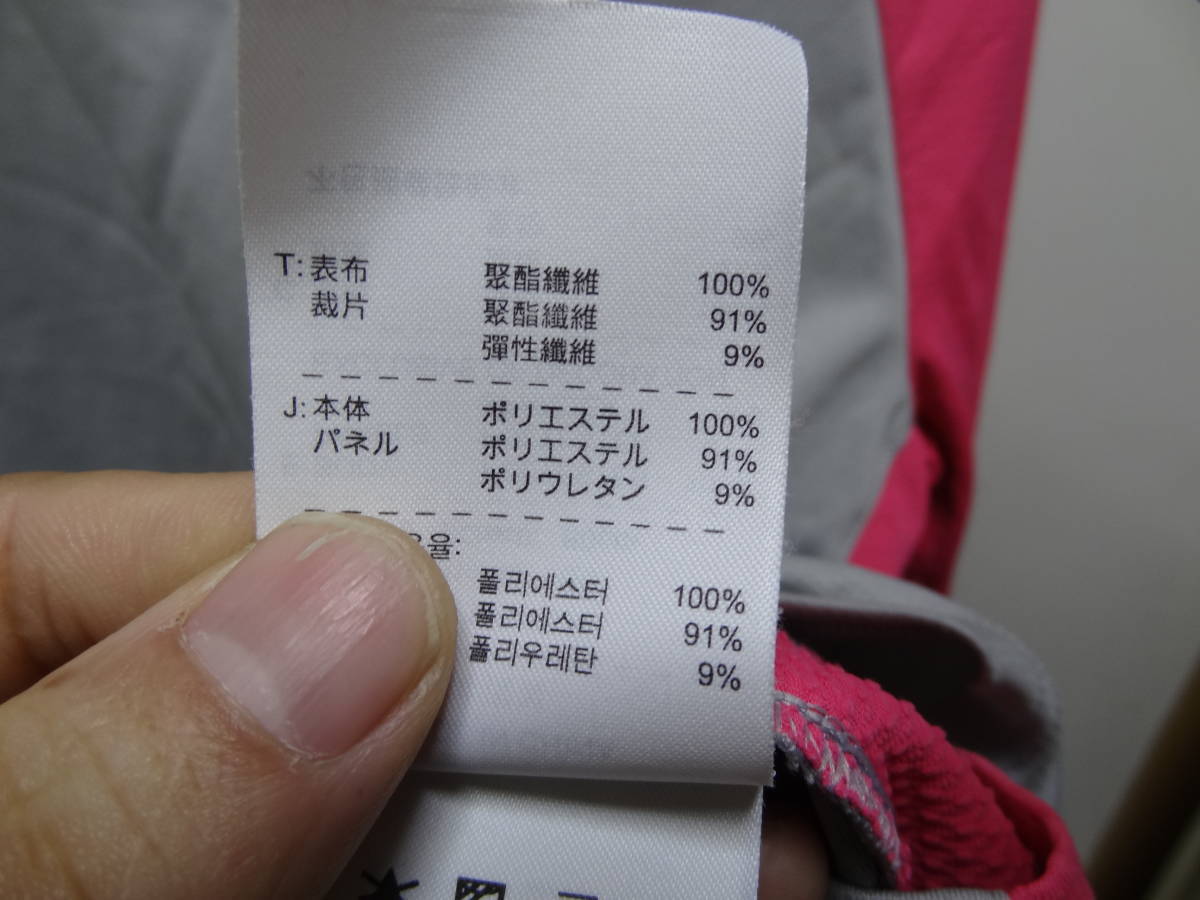 T: 表布 聚酯纖維 100%
裁片 聚酯纖維 91%
彈性纖維 9%
J: 本体 ポリエステル 100%
パネル ポリエステル 91%
ポリウレタン 9%
율:
폴리에스터 100%
폴리에스터 91%
폴리우레탄 9%